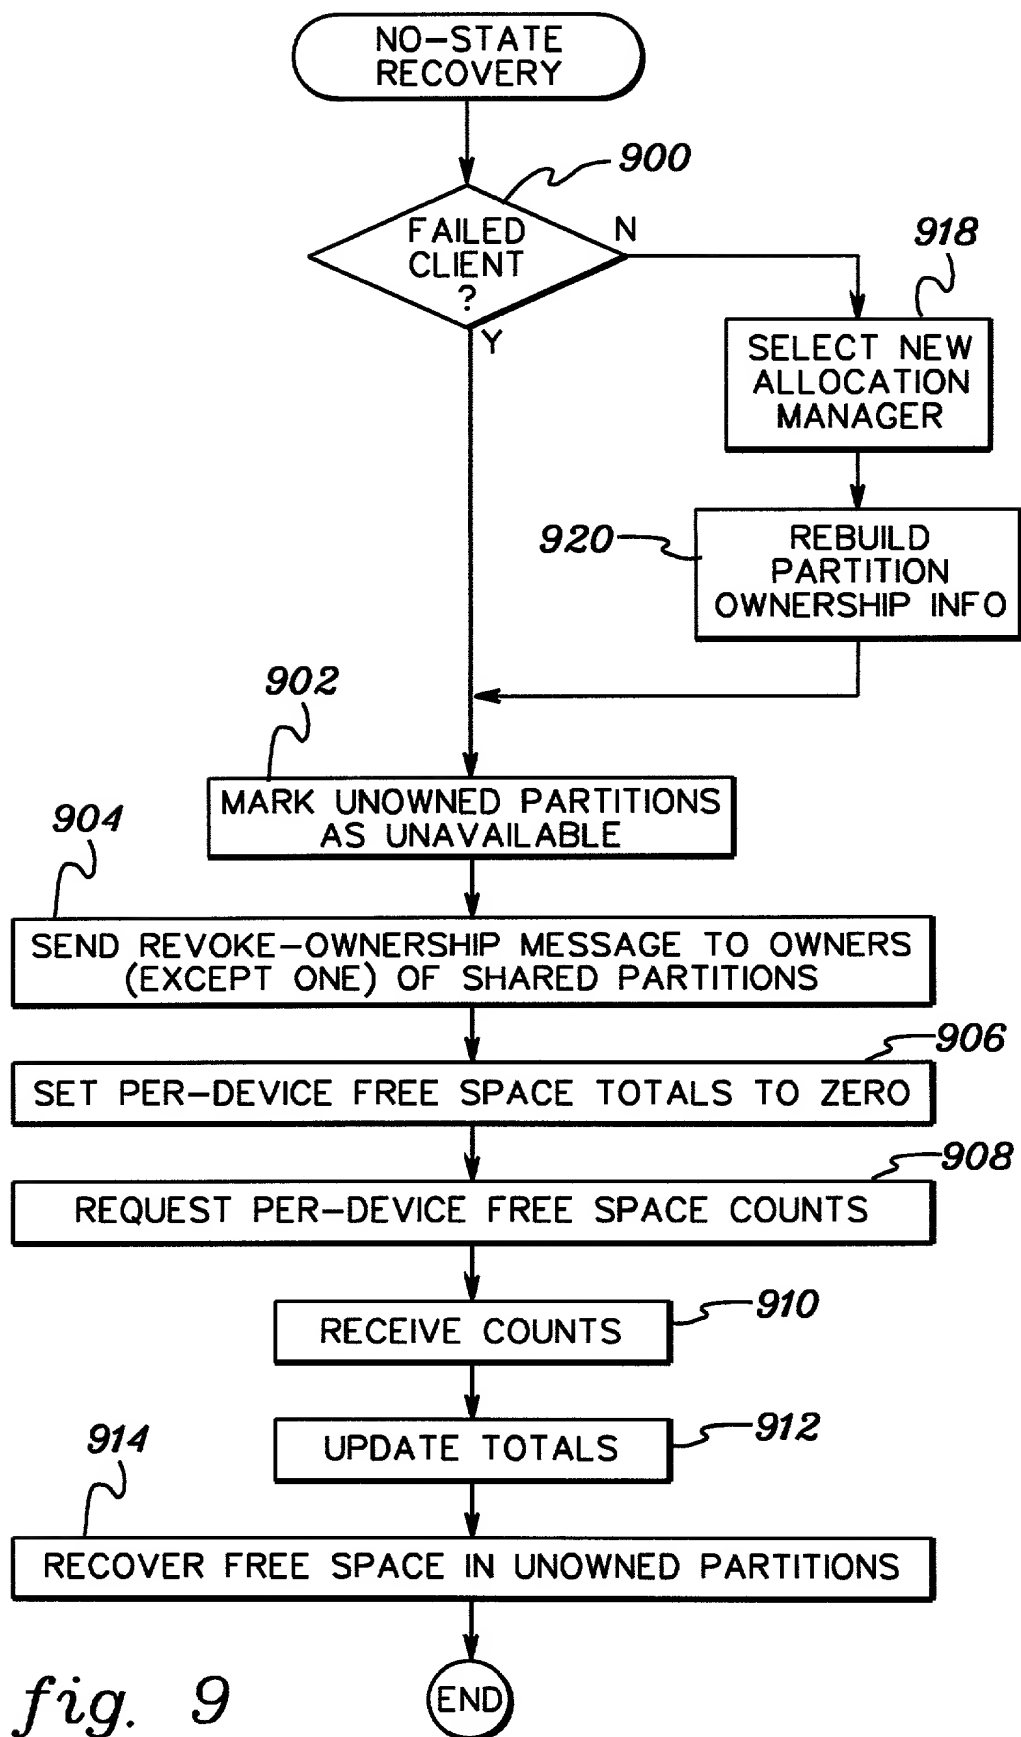 NO-STATE
RECOVERY
900
FAILED
CLIENT
?
N
Y
918
SELECT NEW
ALLOCATION
MANAGER
920
REBUILD
PARTITION
OWNERSHIP INFO
902
MARK UNOWNED PARTITIONS
AS UNAVAILABLE
904
SEND REVOKE-OWNERSHIP MESSAGE TO OWNERS
(EXCEPT ONE) OF SHARED PARTITIONS
906
SET PER-DEVICE FREE SPACE TOTALS TO ZERO
908
REQUEST PER-DEVICE FREE SPACE COUNTS
910
RECEIVE COUNTS
912
UPDATE TOTALS
914
RECOVER FREE SPACE IN UNOWNED PARTITIONS
END
fig. 9